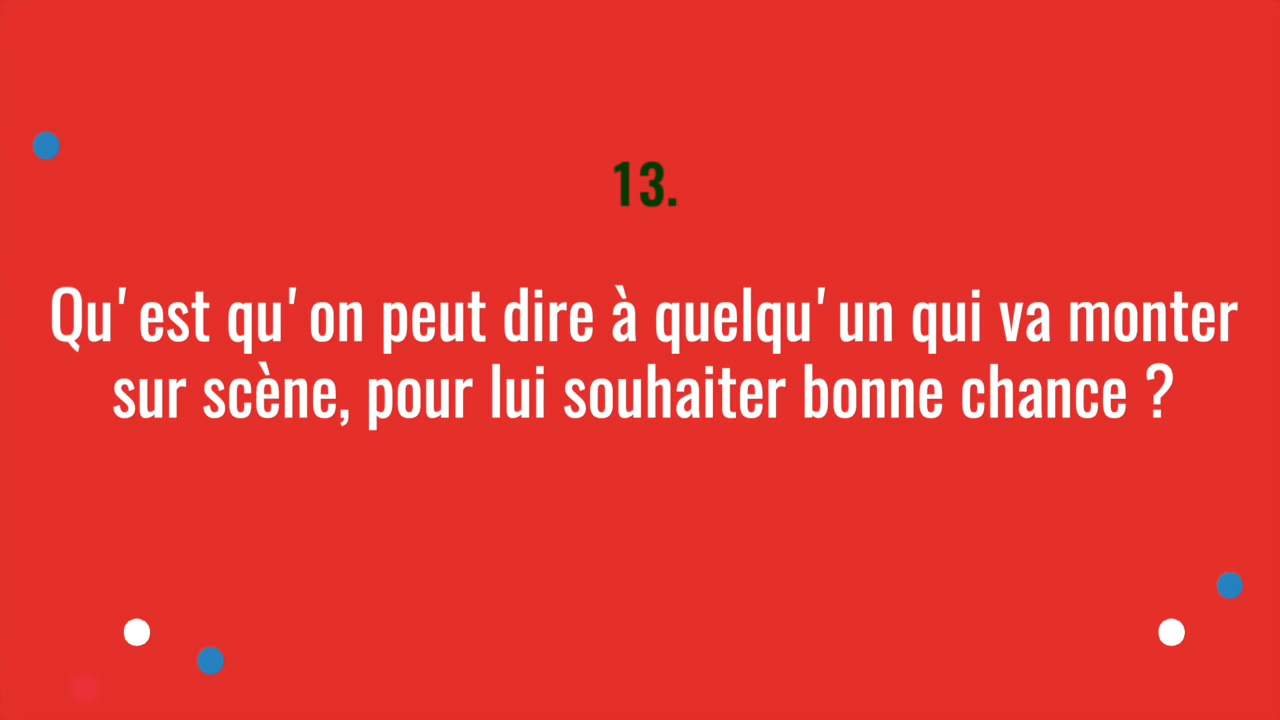 13.
Qu'est qu'on peut dire à quelqu'un qui va monter
sur scène, pour lui souhaiter bonne chance ?